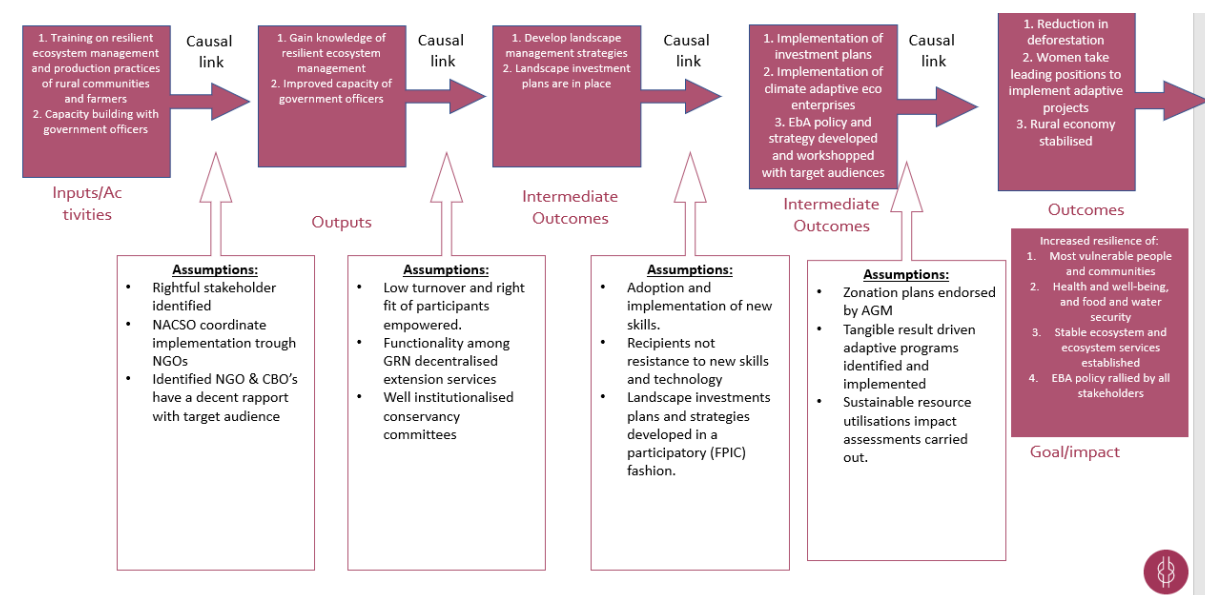 1. Training on resilient
ecosystem management
and production practices
of rural communities
and farmers
2. Capacity building with
government officers
Inputs/Ac
tivities
Causal
link
1. Gain knowledge of
resilient ecosystem
management
2. Improved capacity of
government officers
Outputs
Causal
link
1. Develop landscape
management strategies
2. Landscape investment
plans are in place
Intermediate
Outcomes
Causal
link
1. Implementation of
investment plans
2. Implementation of
climate adaptive eco
enterprises
3. EbA policy and
strategy developed
and workshopped
with target audiences
Intermediate
Outcomes
Causal
link
1. Reduction in
deforestation
2. Women take
leading positions to
implement adaptive
projects
3. Rural economy
stabilised
Outcomes
Assumptions:
• Rightful stakeholder
identified
• NACSO coordinate
implementation trough
NGOs
• Identified NGO & CBO's
have a decent rapport
with target audience
Assumptions:
• Low turnover and right
fit of participants
empowered.
• Functionality among
GRN decentralised
extension services
• Well institutionalised
conservancy
committees
Assumptions:
• Adoption and
implementation of new
skills.
• Recipients not
resistance to new skills
and technology
• Landscape investments
plans and strategies
developed in a
participatory (FPIC)
fashion.
Assumptions:
• Zonation plans endorsed
by AGM
• Tangible result driven
adaptive programs
identified and
implemented
• Sustainable resource
utilisations impact
assessments carried
out.
Increased resilience of:
1. Most vulnerable people
and communities
2. Health and well-being,
and food and water
security
3. Stable ecosystem and
ecosystem services
established
4. EBA policy rallied by all
stakeholders
Goal/impact